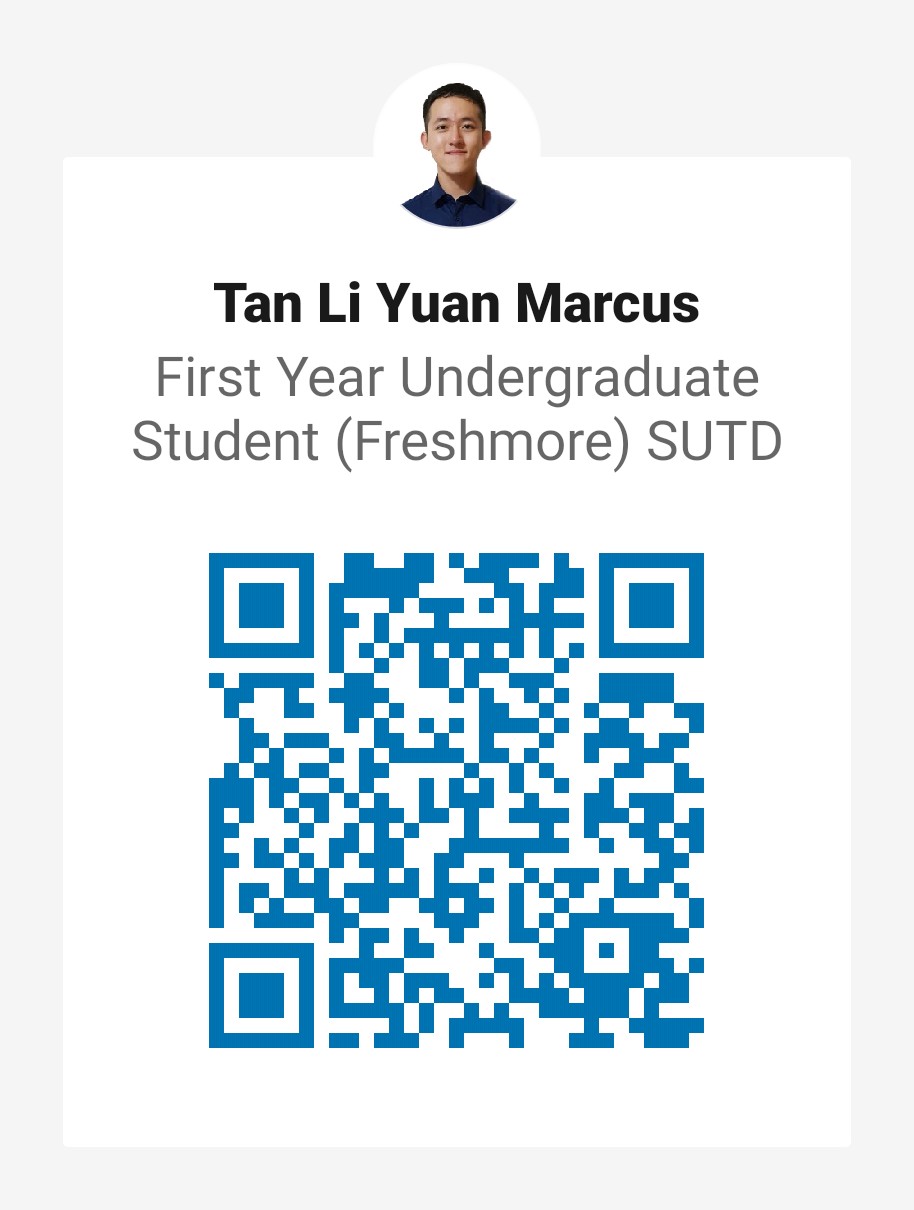 Tan Li Yuan Marcus
First Year Undergraduate
Student (Freshmore) SUTD